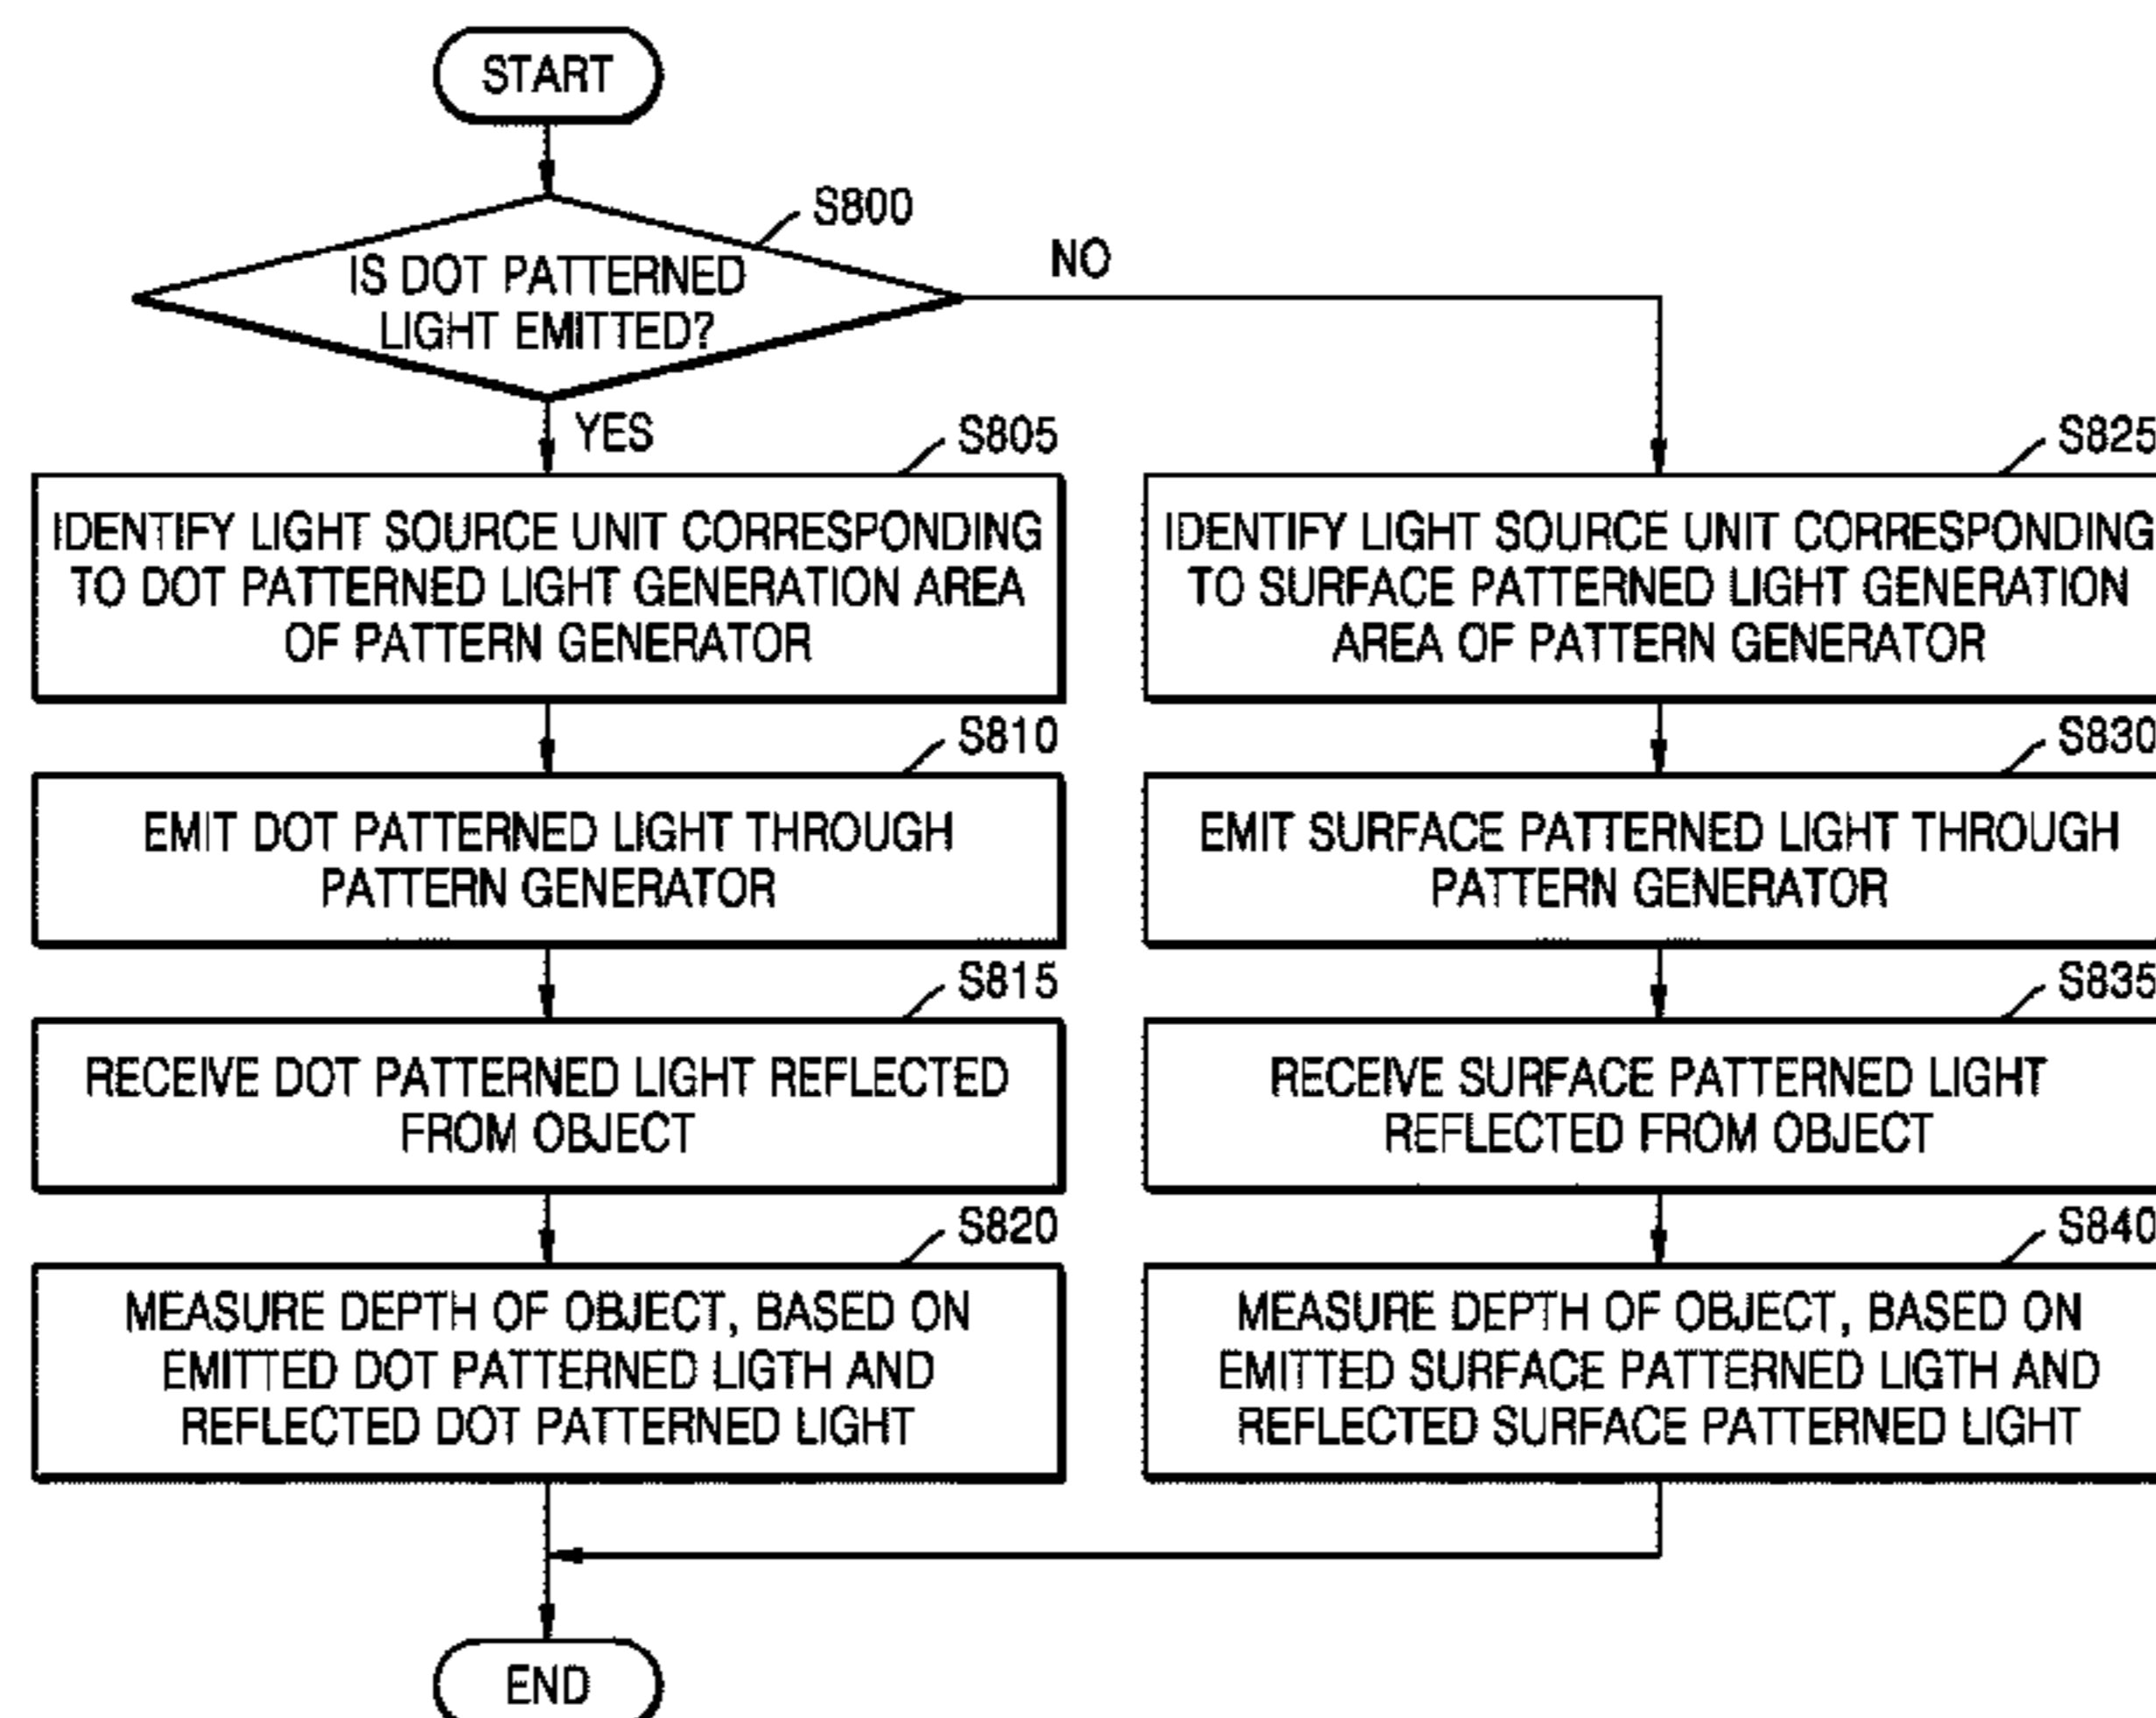 START
S800
IS DOT PATTERNED
LIGHT EMITTED?
NO
YES
S805
IDENTIFY LIGHT SOURCE UNIT CORRESPONDING
TO DOT PATTERNED LIGHT GENERATION AREA
OF PATTERN GENERATOR
S810
EMIT DOT PATTERNED LIGHT THROUGH
PATTERN GENERATOR
S815
RECEIVE DOT PATTERNED LIGHT REFLECTED
FROM OBJECT
S820
MEASURE DEPTH OF OBJECT, BASED ON
EMITTED DOT PATTERNED LIGTH AND
REFLECTED DOT PATTERNED LIGHT
S825
IDENTIFY LIGHT SOURCE UNIT CORRESPONDING
TO SURFACE PATTERNED LIGHT GENERATION
AREA OF PATTERN GENERATOR
S830
EMIT SURFACE PATTERNED LIGHT THROUGH
PATTERN GENERATOR
S835
RECEIVE SURFACE PATTERNED LIGHT
REFLECTED FROM OBJECT
S840
MEASURE DEPTH OF OBJECT, BASED ON
EMITTED SURFACE PATTERNED LIGTH AND
REFLECTED SURFACE PATTERNED LIGHT
END